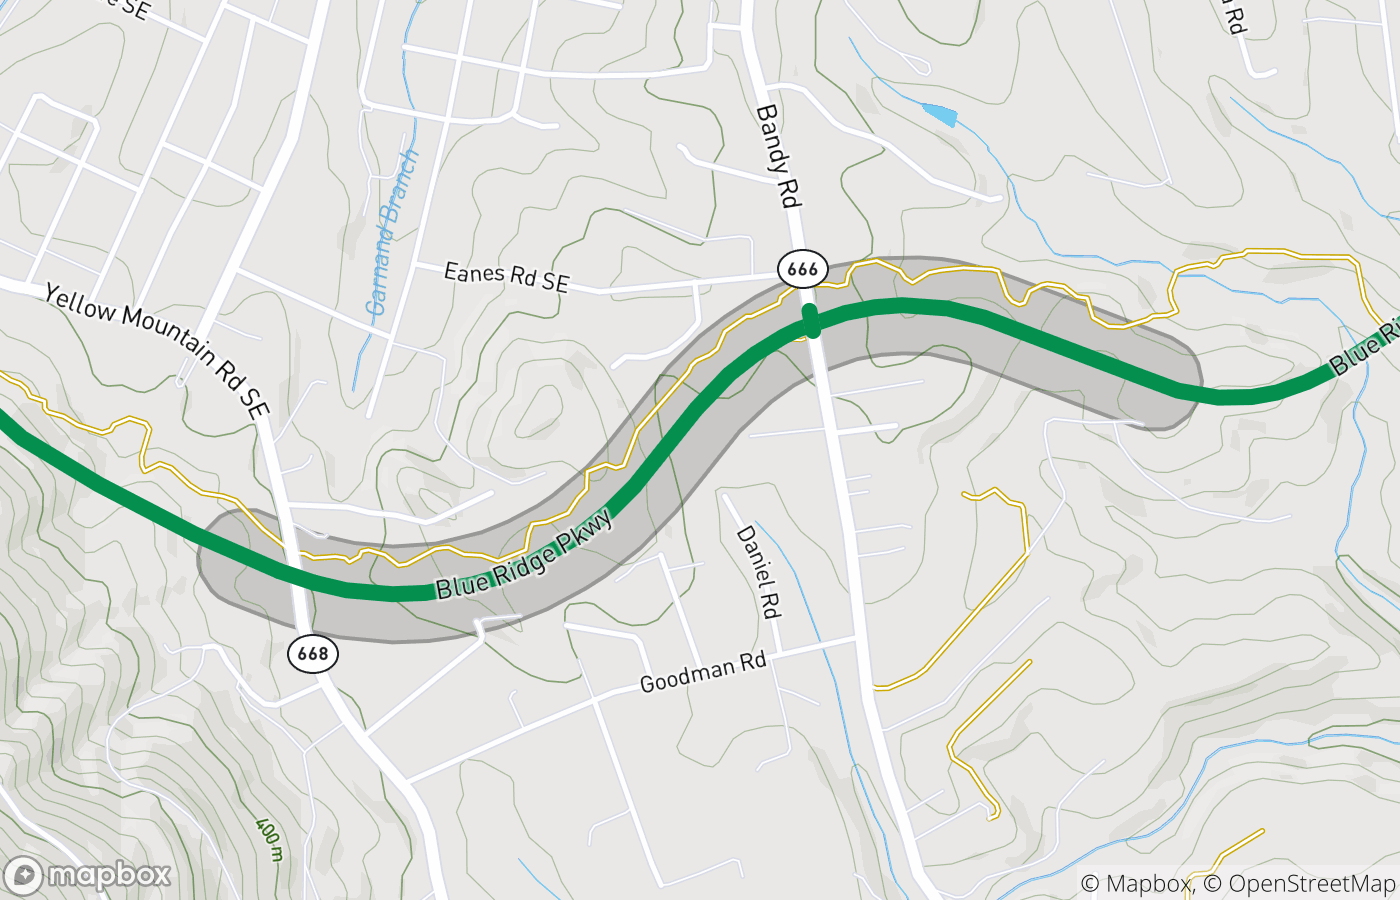 Bandy Rd
Garnand Branch
Eanes Rd SE
666
Yellow Mountain Rd SE
Blue Ridge Pkwy
Daniel Rd
668
Goodman Rd
400 m
mapbox
© Mapbox, © OpenStreetMap